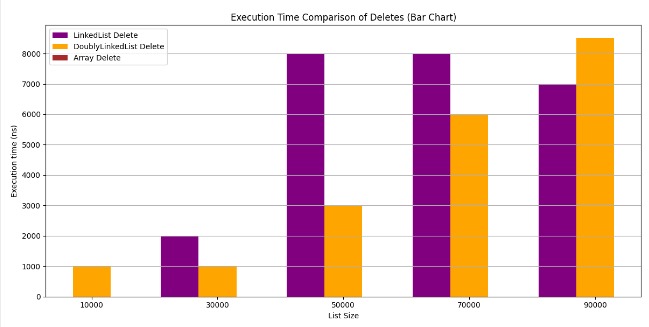 Execution Time Comparison of Deletes (Bar Chart)
LinkedList Delete
DoublyLinkedList Delete
Array Delete
Execution time (ns)
8000
7000
6000
5000
4000
3000
2000
1000
0
10000
30000
50000
70000
90000
List Size